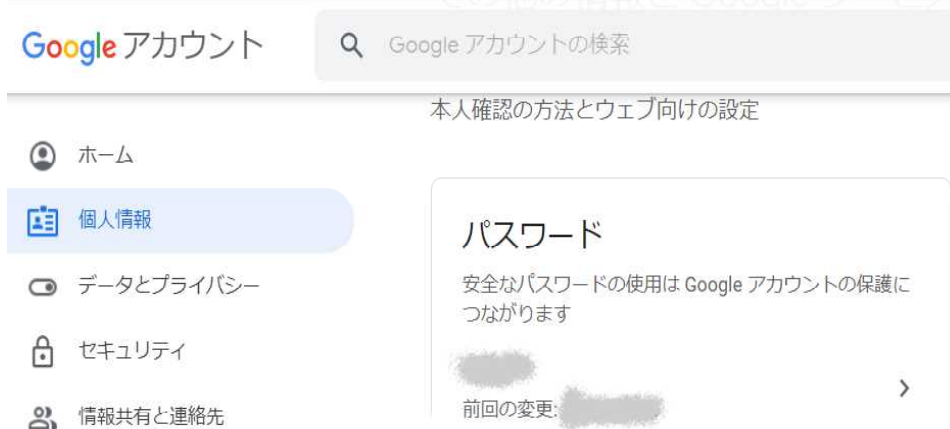 Google アカウント
Google アカウントの検索
本人確認の方法とウェブ向けの設定
ホーム
個人情報
データとプライバシー
セキュリティ
情報共有と連絡先
パスワード
安全なパスワードの使用は Google アカウントの保護に
つながります
前回の変更: